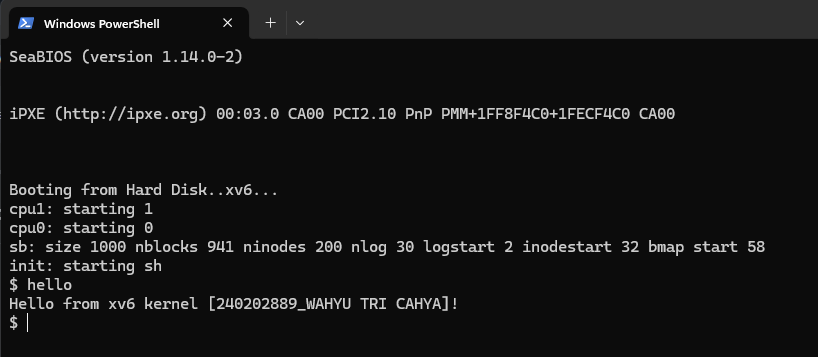 Windows PowerShell
SeaBIOS (version 1.14.0-2)
iPXE (http://ipxe.org) 00:03.0 CA00 PCI2.10 PnP PMM+1FF8F4C0+1FECF4C0 CA00
Booting from Hard Disk..xv6...
cpu1: starting 1
cpu0: starting 0
sb: size 1000 nblocks 941 ninodes 200 nlog 30 logstart 2 inodestart 32 bmap start 58
init: starting sh
$ hello
Hello from xv6 kernel [240202889_WAHYU TRI CAHYA]!
$